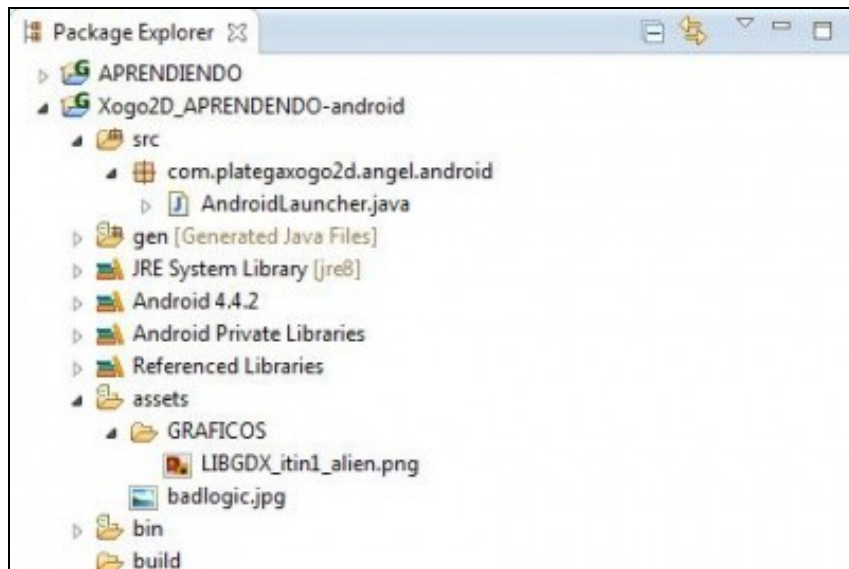 Package Explorer
APRENDIENDO
Xogo2D_APRENDENDO-android
src
com.plategaxogo2d.angel.android
AndroidLauncher.java
gen [Generated Java Files]
JRE System Library [jre8]
Android 4.4.2
Android Private Libraries
Referenced Libraries
assets
GRAFICOS
LIBGDX_itin1_alien.png
badlogic.jpg
bin
build